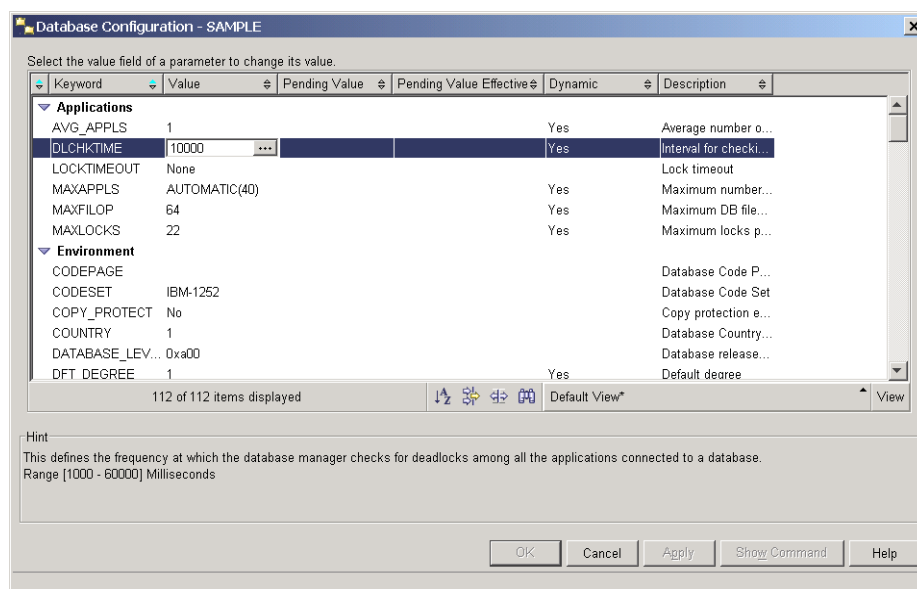 Database Configuration - SAMPLE
Select the value field of a parameter to change its value.
Keyword Value Pending Value Pending Value Effective Dynamic Description
Applications
AVG_APPLS 1 Yes Average number o...
DLCHKTIME 10000 ... Yes Interval for checki...
LOCKTIMEOUT None Lock timeout
MAXAPPLS AUTOMATIC(40) Yes Maximum number...
MAXFILOP 64 Yes Maximum DB file...
MAXLOCKS 22 Yes Maximum locks p...
Environment
CODEPAGE Database Code P...
CODESET IBM-1252 Database Code Set
COPY_PROTECT No Copy protection e...
COUNTRY 1 Database Country...
DATABASE_LEV... 0xa00 Database release...
DFT_DEGREE 1 Yes Default degree
112 of 112 items displayed Default View* View
Hint
This defines the frequency at which the database manager checks for deadlocks among all the applications connected to a database.
Range [1000 - 60000] Milliseconds
OK Cancel Apply Show Command Help